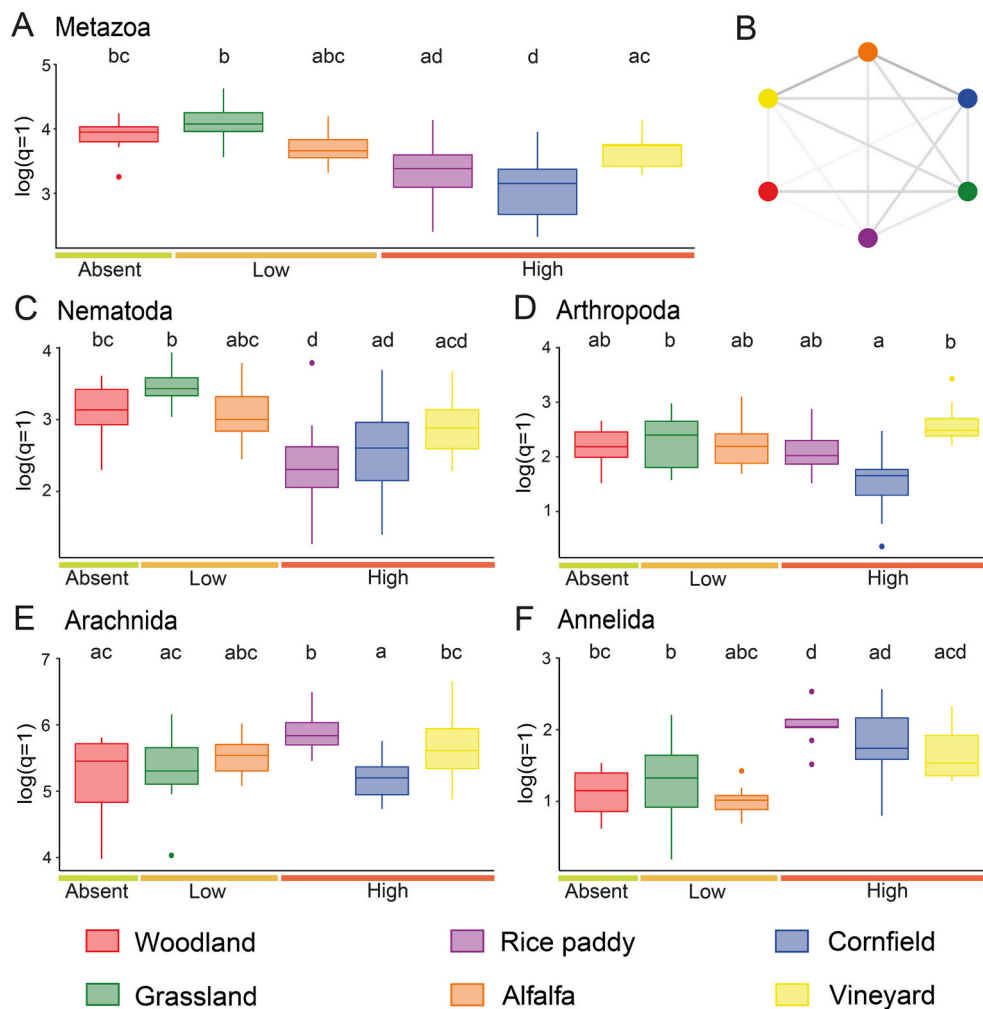 A Metazoa
bc b abc ad d ac
log(q=1)
5
4
3
Absent Low High
B
C Nematoda
bc b abc d ad acd
log(q=1)
4
3
2
Absent Low High
D Arthropoda
ab b ab ab a b
log(q=1)
4
3
2
1
Absent Low High
E Arachnida
ac ac abc b a bc
log(q=1)
7
6
5
4
Absent Low High
F Annelida
bc b abc d ad acd
log(q=1)
3
2
1
Absent Low High
Woodland Rice paddy Cornfield
Grassland Alfalfa Vineyard